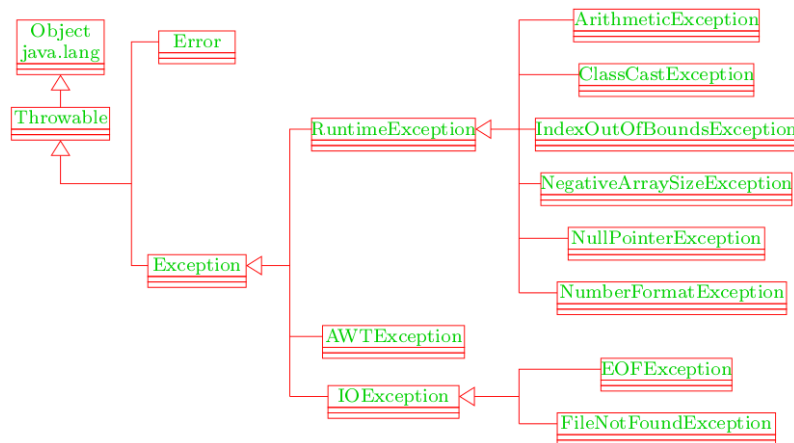 Object
java.lang
Throwable
Error
Exception
RuntimeException
AWTException
IOException
ArithmeticException
ClassCastException
IndexOutOfBoundsException
NegativeArraySizeException
NullPointerException
NumberFormatException
EOFException
FileNotFoundException